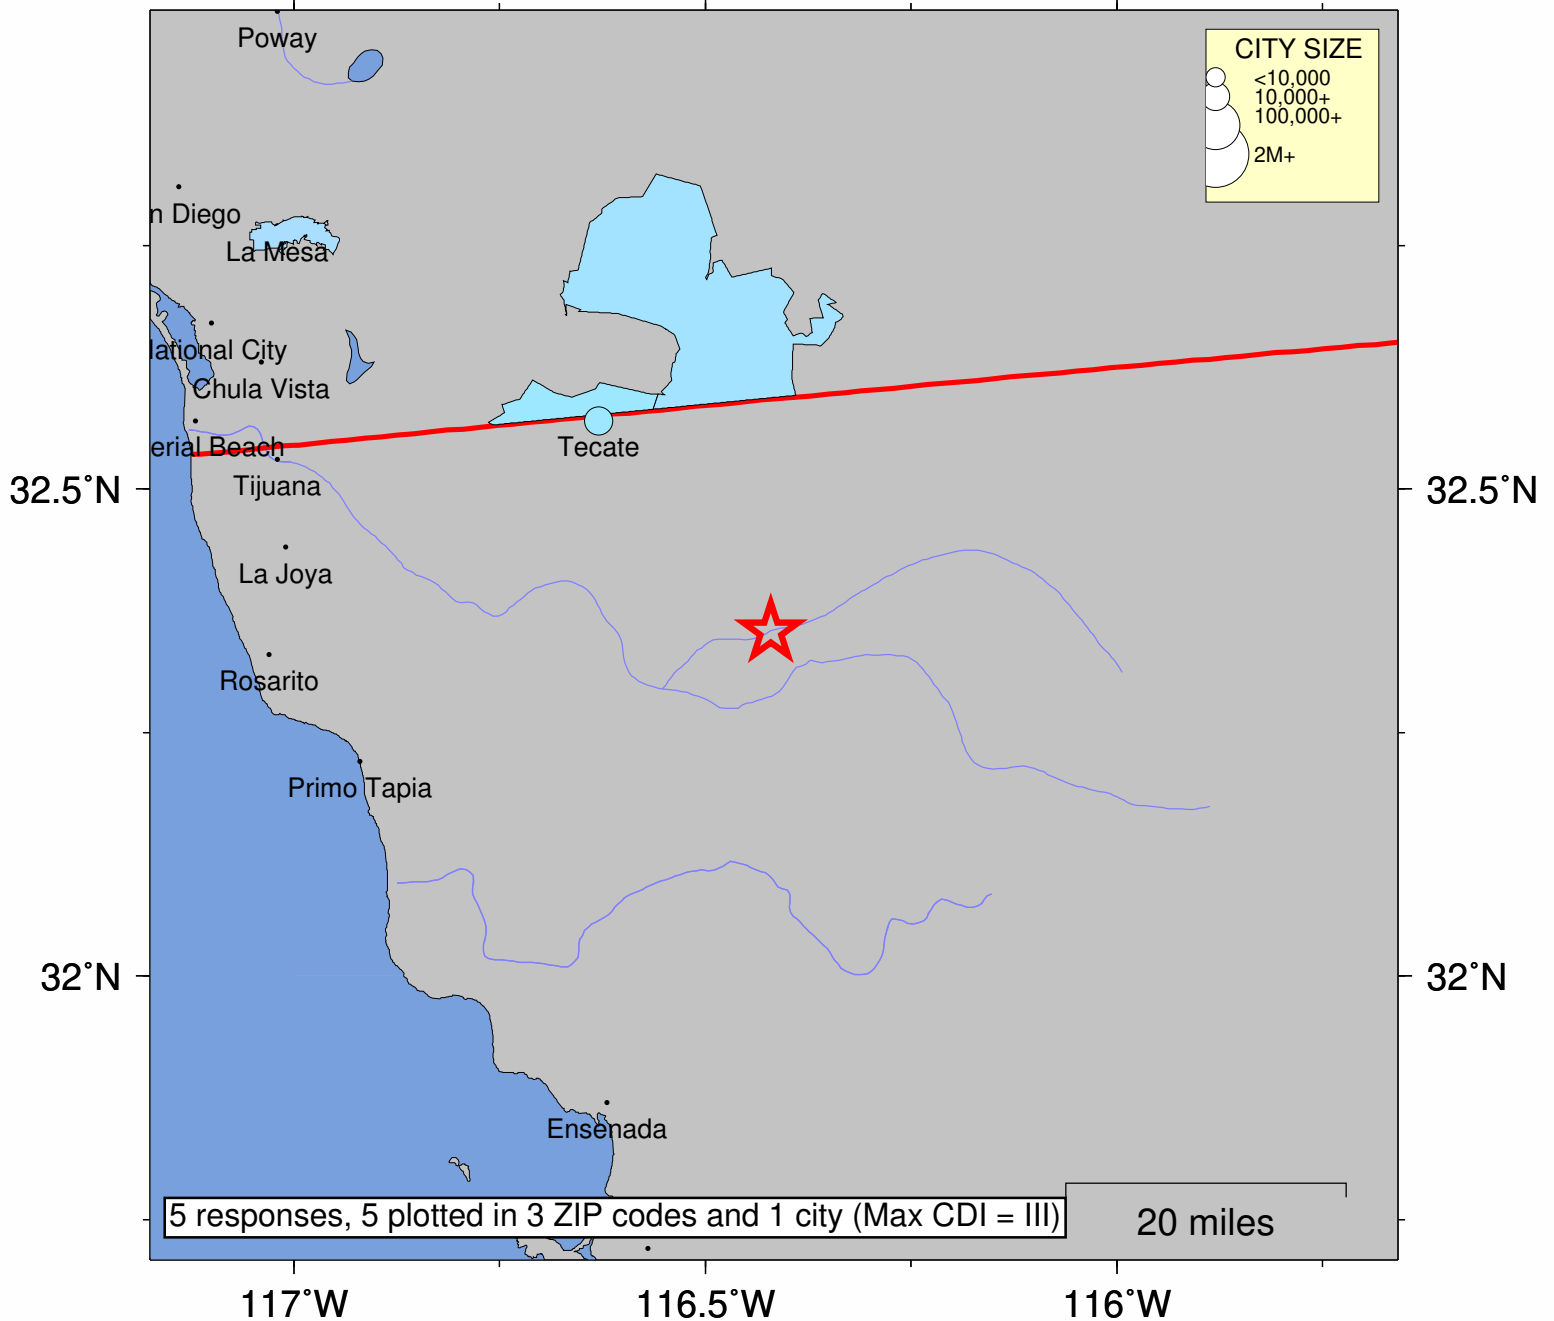 Poway
CITY SIZE
<10,000
10,000+
100,000+
2M+
n Diego
La Mesa
National City
Chula Vista
erial Beach
Tecate
Tijuana
32.5°N
32.5°N
La Joya
Rosarito
Primo Tapia
32°N
32°N
Ensenada
5 responses, 5 plotted in 3 ZIP codes and 1 city (Max CDI = III)
20 miles
117°W
116.5°W
116°W